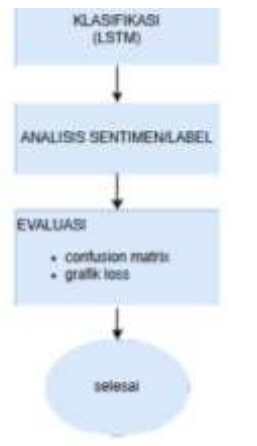 KLASIFIKASI
(LSTM)
ANALISIS SENTIMEN/LABEL
EVALUASI
• confusion matrix
• grafik loss
selesai